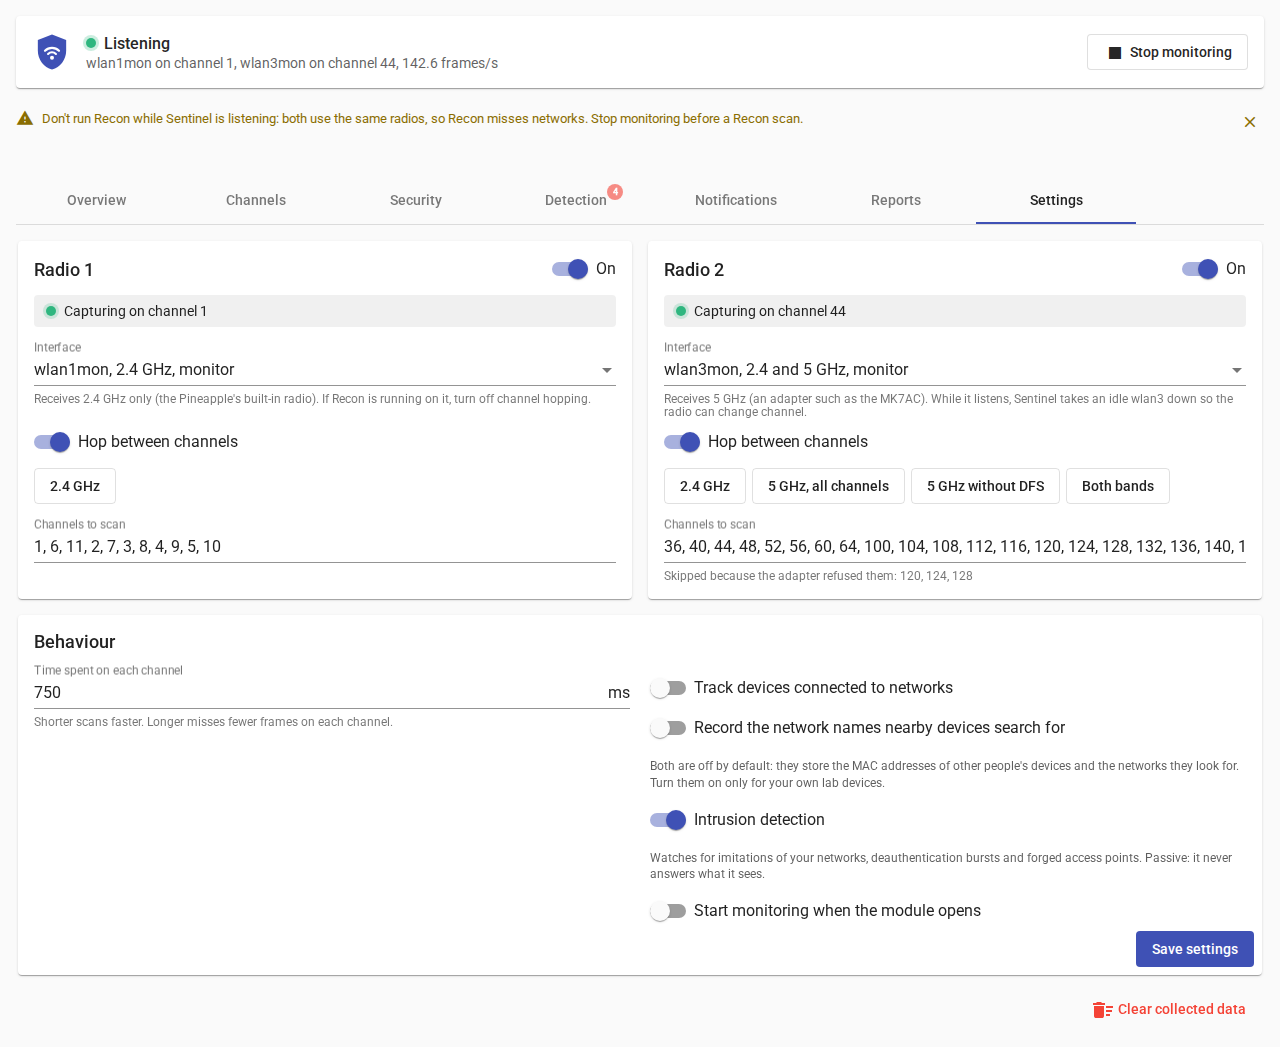 Listening
wlan1mon on channel 1, wlan3mon on channel 44, 142.6 frames/s
Stop monitoring
Don't run Recon while Sentinel is listening: both use the same radios, so Recon misses networks. Stop monitoring before a Recon scan.
Overview
Channels
Security
Detection
4
Notifications
Reports
Settings
Radio 1
On
Capturing on channel 1
Interface
wlan1mon, 2.4 GHz, monitor
Receives 2.4 GHz only (the Pineapple's built-in radio). If Recon is running on it, turn off channel hopping.
Hop between channels
2.4 GHz
Channels to scan
1, 6, 11, 2, 7, 3, 8, 4, 9, 5, 10
Radio 2
On
Capturing on channel 44
Interface
wlan3mon, 2.4 and 5 GHz, monitor
Receives 5 GHz (an adapter such as the MK7AC). While it listens, Sentinel takes an idle wlan3 down so the
radio can change channel.
Hop between channels
2.4 GHz
5 GHz, all channels
5 GHz without DFS
Both bands
Channels to scan
36, 40, 44, 48, 52, 56, 60, 64, 100, 104, 108, 112, 116, 120, 124, 128, 132, 136, 140, 1
Skipped because the adapter refused them: 120, 124, 128
Behaviour
Time spent on each channel
750 ms
Shorter scans faster. Longer misses fewer frames on each channel.
Track devices connected to networks
Record the network names nearby devices search for
Both are off by default: they store the MAC addresses of other people's devices and the networks they look for.
Turn them on only for your own lab devices.
Intrusion detection
Watches for imitations of your networks, deauthentication bursts and forged access points. Passive: it never
answers what it sees.
Start monitoring when the module opens
Save settings
Clear collected data